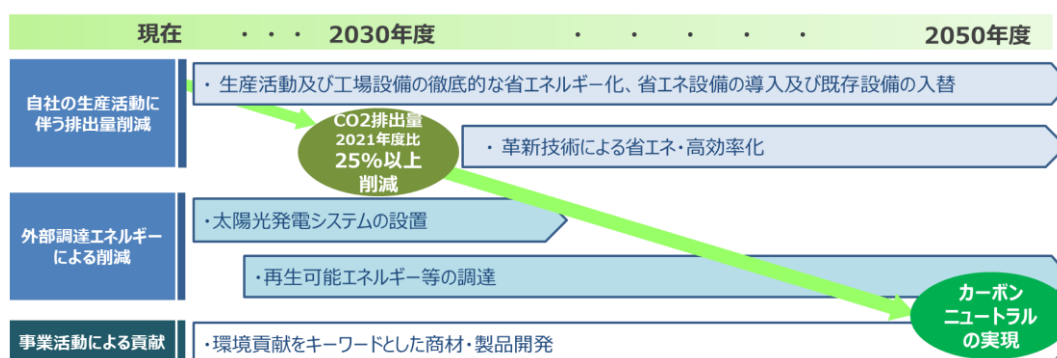 現在 ・ ・ ・ 2030年度 ・ ・ ・ ・ ・ 2050年度
自社の生産活動に
伴う排出量削減
・ 生産活動及び工場設備の徹底的な省エネルギー化、省エネ設備の導入及び既存設備の入替
CO2排出量
2021年度比
25%以上
削減
・ 革新技術による省エネ・高効率化
外部調達エネルギー
による削減
・太陽光発電システムの設置
・再生可能エネルギー等の調達
カーボン
ニュートラル
の実現
事業活動による貢献
・環境貢献をキーワードとした商材・製品開発